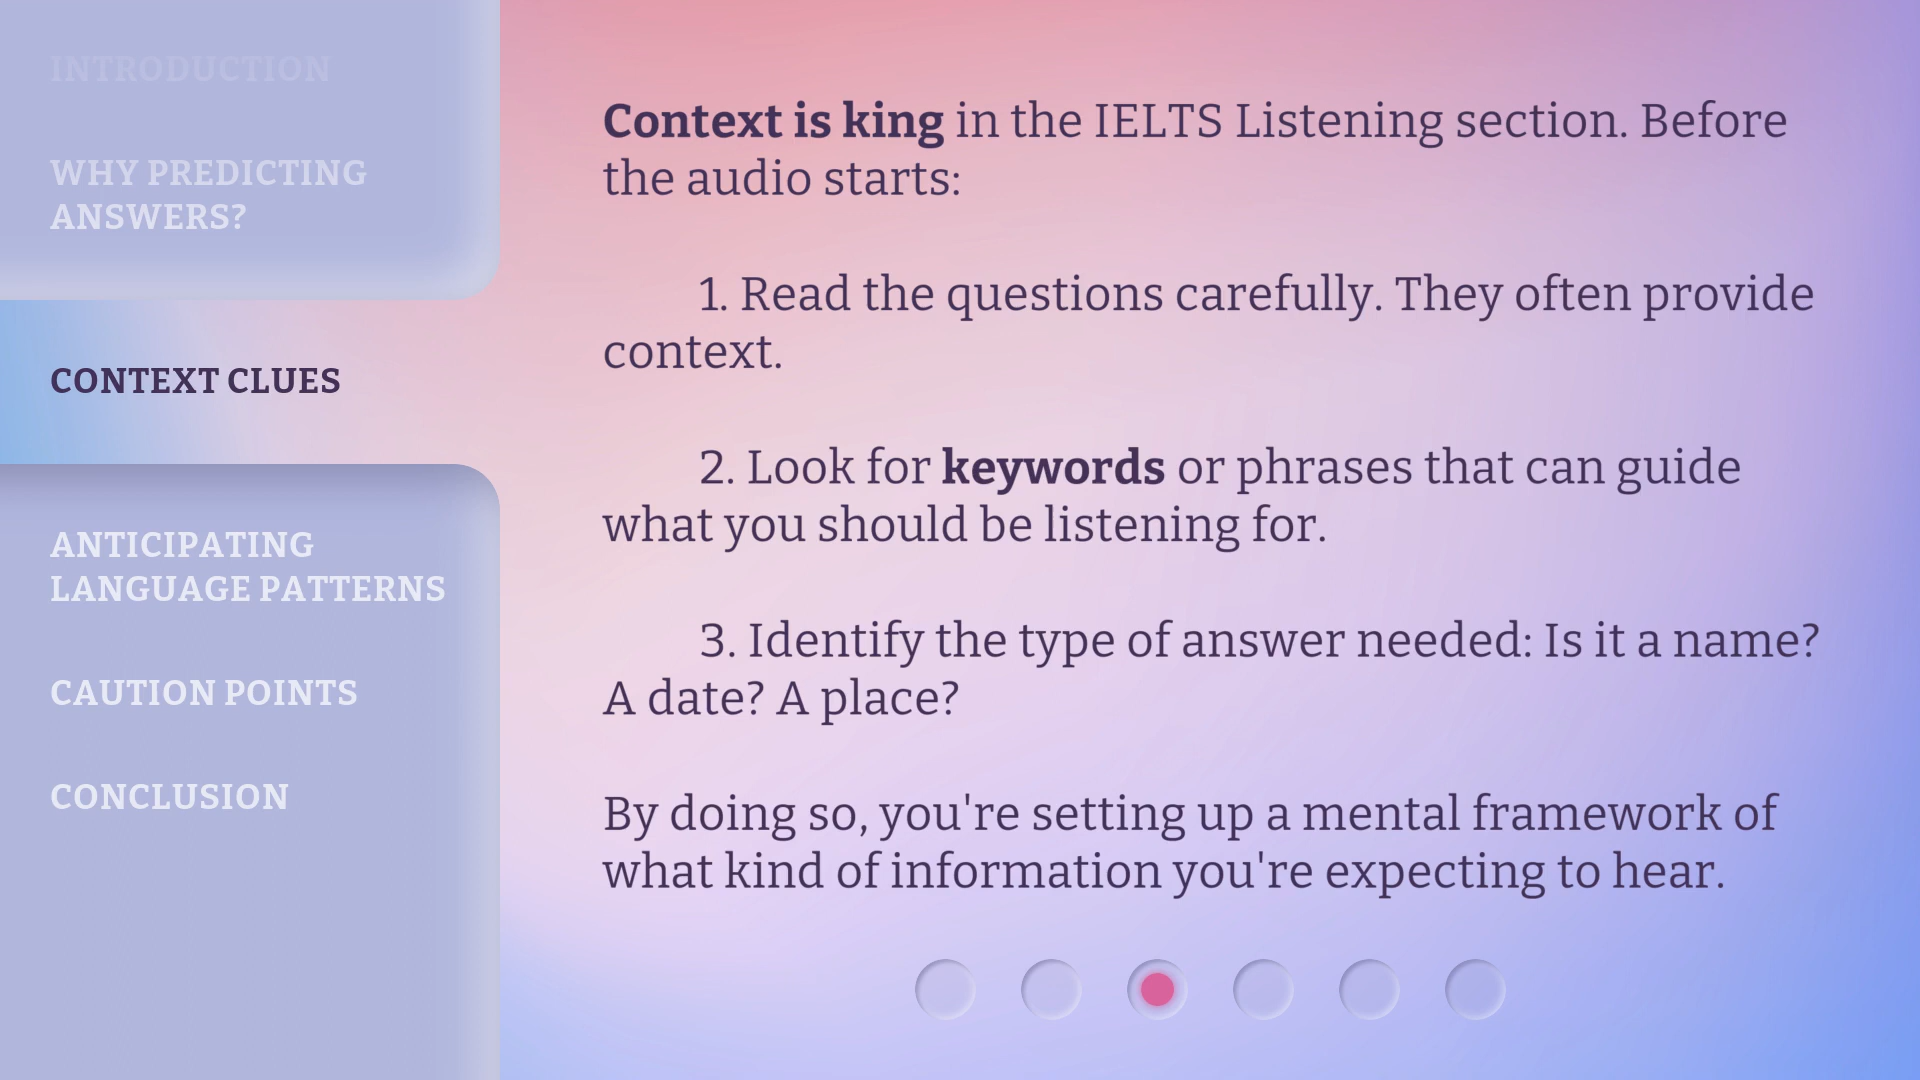 INTRODUCTION
WHY PREDICTING
ANSWERS?
CONTEXT CLUES
ANTICIPATING
LANGUAGE PATTERNS
CAUTION POINTS
CONCLUSION
Context is king in the IELTS Listening section. Before
the audio starts:
1. Read the questions carefully. They often provide
context.
2. Look for keywords or phrases that can guide
what you should be listening for.
3. Identify the type of answer needed: Is it a name?
A date? A place?
By doing so, you're setting up a mental framework of
what kind of information you're expecting to hear.